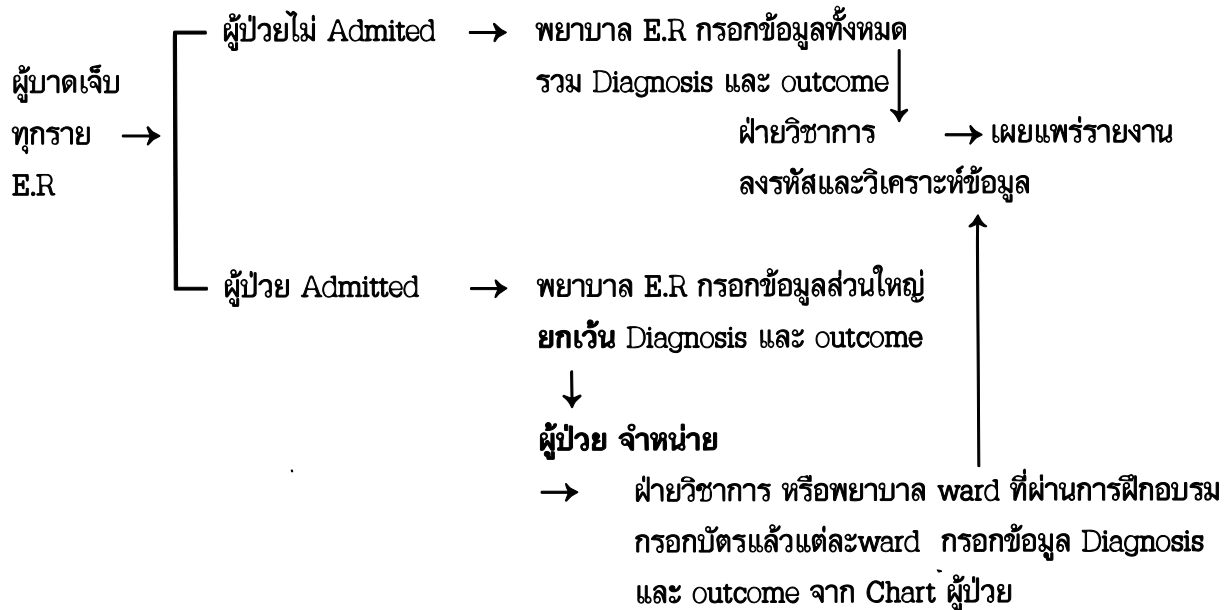 ผู้ป่วยไม่ Admited → พยาบาล E.R กรอกข้อมูลทั้งหมด
รวม Diagnosis และ outcome
ผู้บาดเจ็บ
ทุกราย →
E.R
ฝ่ายวิชาการ → เผยแพร่รายงาน
ลงรหัสและวิเคราะห์ข้อมูล
ผู้ป่วย Admitted → พยาบาล E.R กรอกข้อมูลส่วนใหญ่
ยกเว้น Diagnosis และ outcome
↓
ผู้ป่วย จำหน่าย
→ ฝ่ายวิชาการ หรือพยาบาล ward ที่ผ่านการฝึกอบรม
กรอกบัตรแล้วแต่ละward กรอกข้อมูล Diagnosis
และ outcome จาก Chart ผู้ป่วย